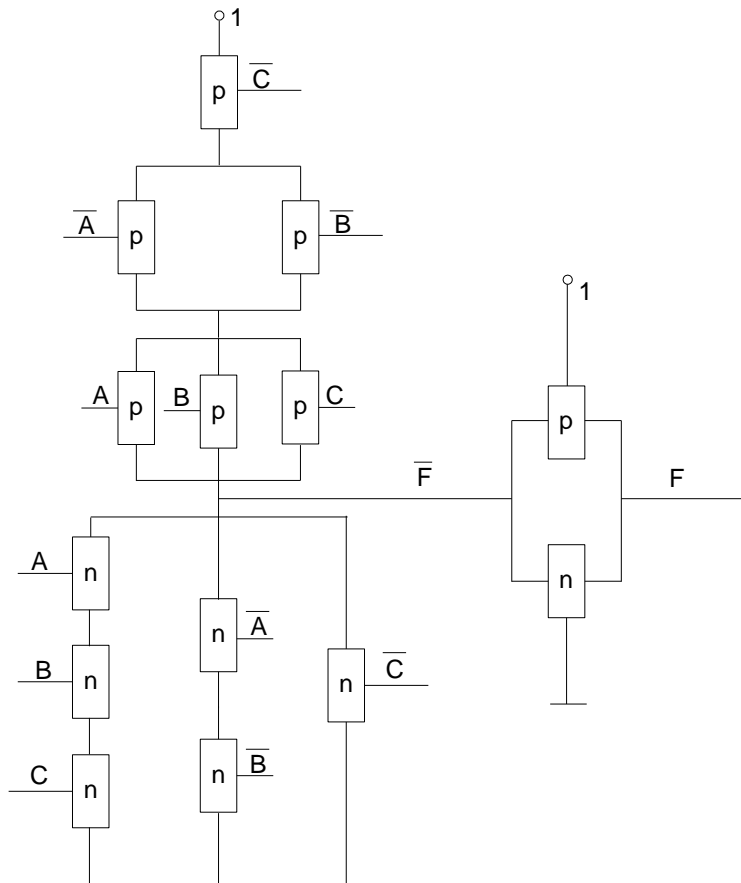 1
p C̅
A̅ p p B̅
1
A p B p p C
p
F̅ F
A n
n
n A̅
B n n C̅
C n n B̅